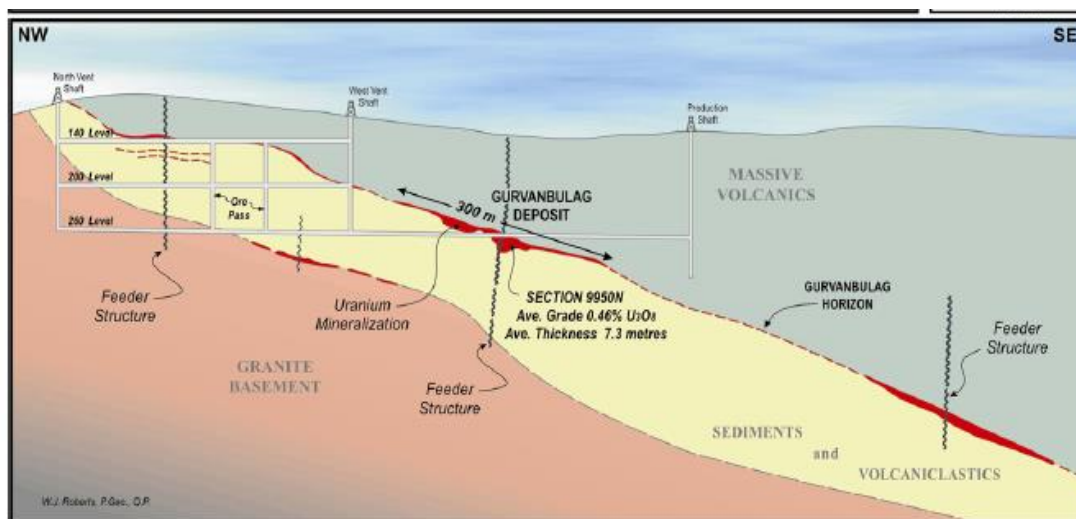 NW
SE
North Vent
Shaft
West Vent
Shaft
Production
Shaft
140 Level
200 Level
Ore
Pass
260 Level
300 m
GURVANBULAG
DEPOSIT
MASSIVE
VOLCANICS
Feeder
Structure
Uranium
Mineralization
SECTION 9950N
Ave. Grade 0.46% U3O8
Ave. Thickness 7.3 metres
GURVANBULAG
HORIZON
Feeder
Structure
GRANITE
BASEMENT
Feeder
Structure
SEDIMENTS
and
VOLCANICLASTICS
W.J. Roberts, P.Geo., Q.P.